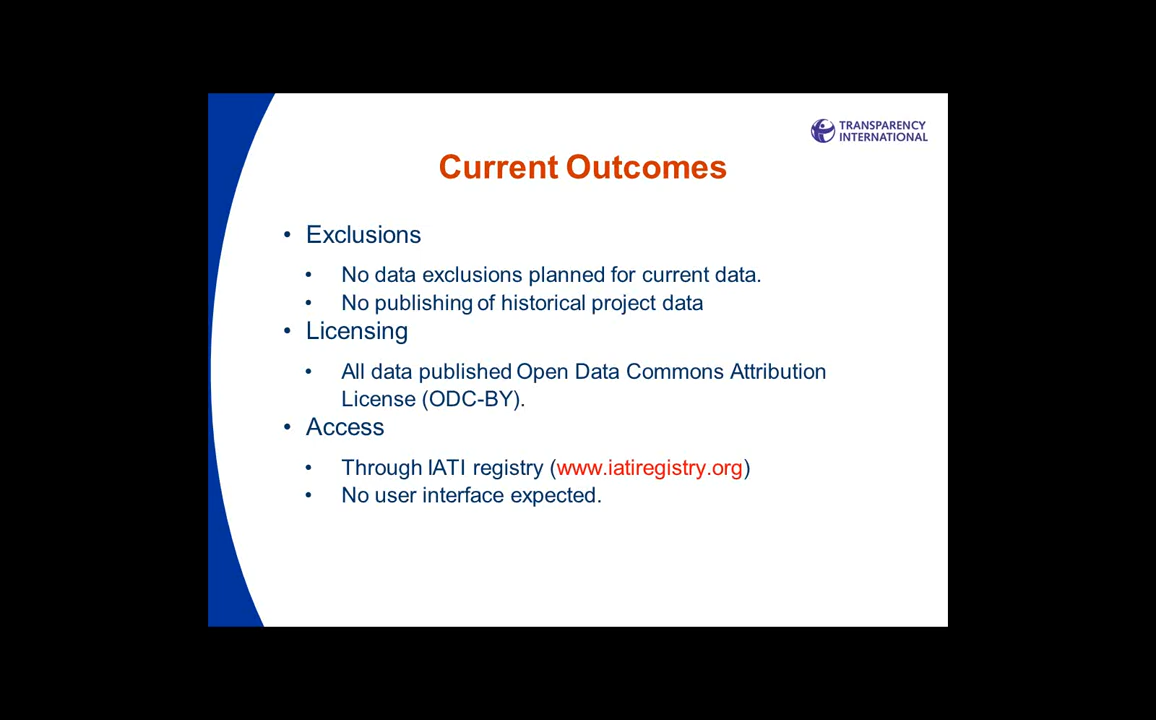 TRANSPARENCY
INTERNATIONAL
Current Outcomes
• Exclusions
• No data exclusions planned for current data.
• No publishing of historical project data
• Licensing
• All data published Open Data Commons Attribution
License (ODC-BY).
• Access
• Through IATI registry (www.iatiregistry.org)
• No user interface expected.